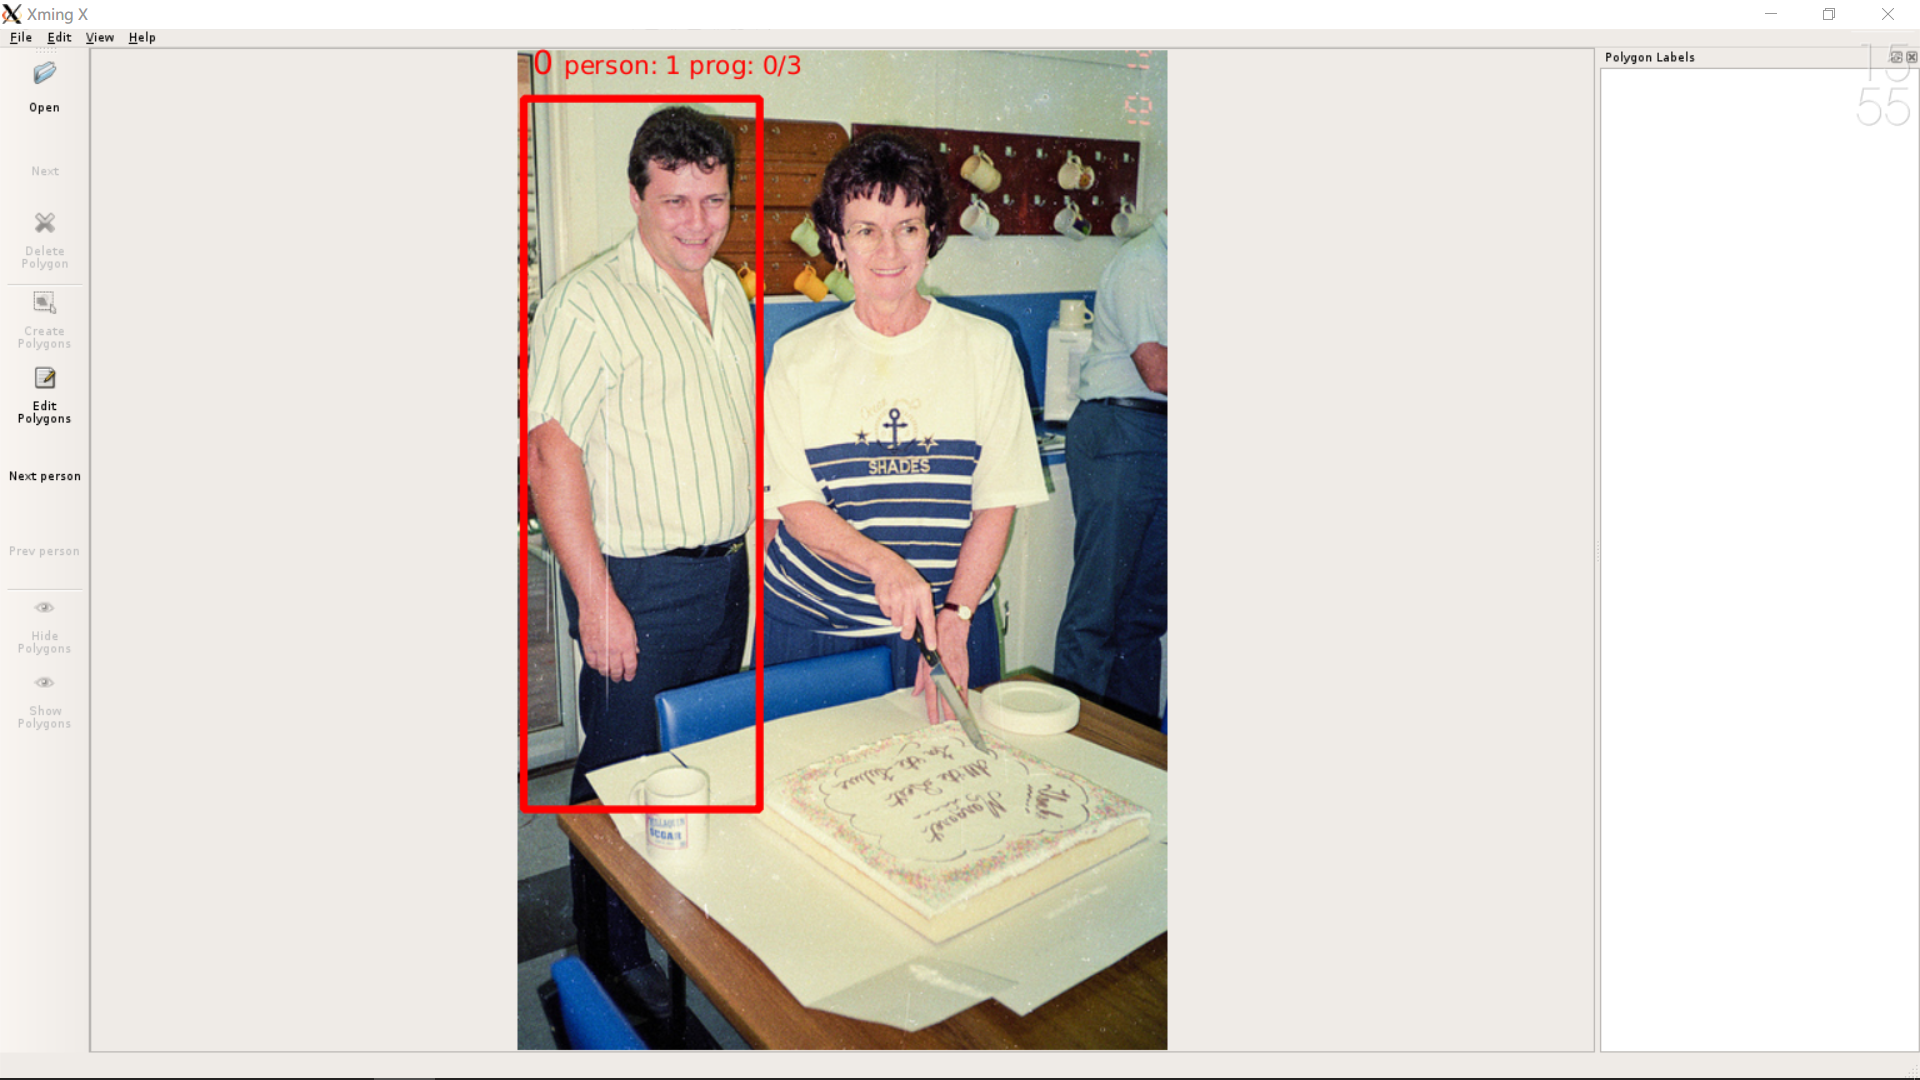 Xming X
File Edit View Help
Open
Next
Delete
Polygon
Create
Polygons
Edit
Polygons
Next person
Prev person
Hide
Polygons
Show
Polygons
0 person: 1 prog: 0/3
Polygon Labels
15
55
SHADES
Thanks
Margaret
All the Best
for the future